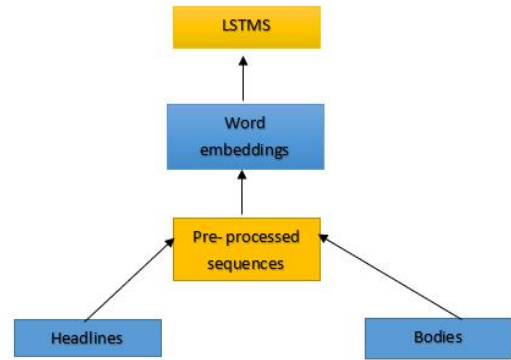 LSTMS
Word
embeddings
Pre- processed
sequences
Headlines
Bodies